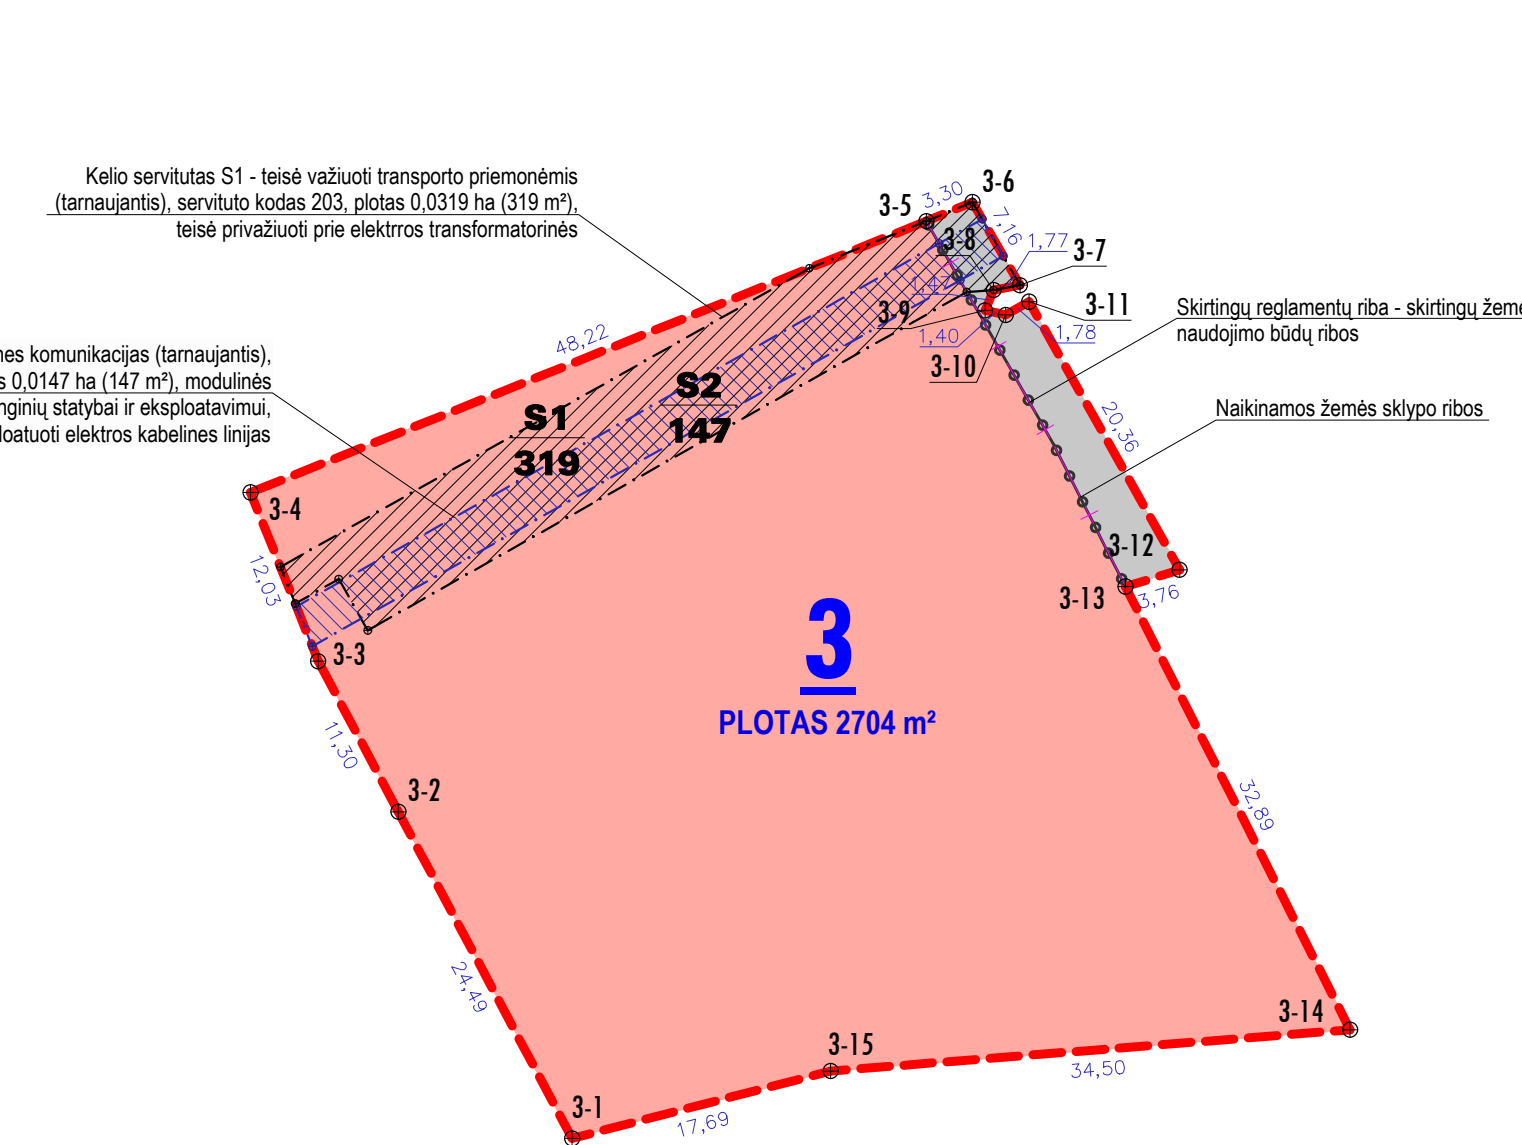 Kelio servitutas S1 - teisė važiuoti transporto priemonėmis
(tarnaujantis), servituto kodas 203, plotas 0,0319 ha (319 m²),
teisė privažiuoti prie elektrros transformatorinės
3,30
3-6
3-5
7,16
3-8
1,77
3-7
3-11
3-9
1,40
3-10
1,78
Skirtingų reglamentų riba - skirtingų žeme
naudojimo būdų ribos
nes komunikacijas (tarnaujantis),
s 0,0147 ha (147 m²), modulinės
nginių statybai ir eksploatavimui,
loatuoti elektros kabelines linijas
48,22
S2
147
S1
319
20,36
Naikinamos žemės sklypo ribos
3-4
12,03
3-12
3-13
3,76
3-3
3
PLOTAS 2704 m²
11,30
3-2
32,89
24,49
3-14
3-15
34,50
3-1
17,69